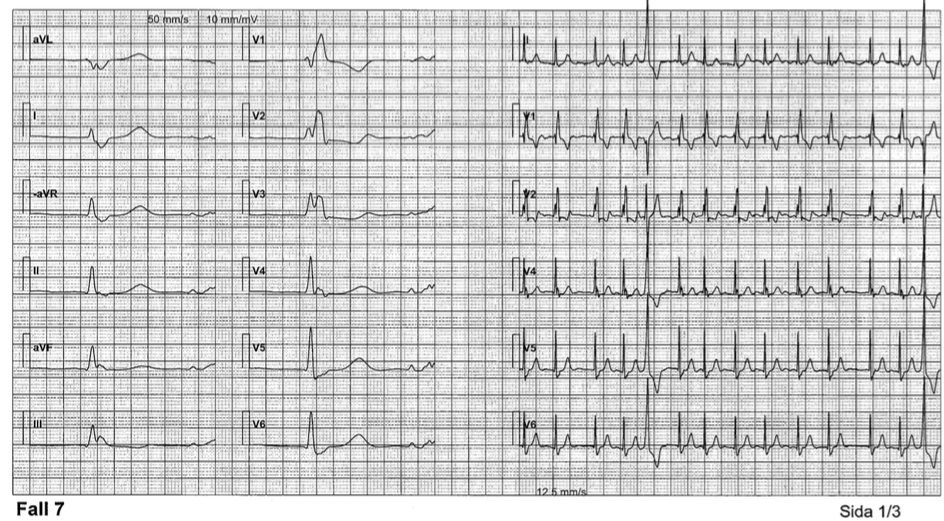 50 mm/s 10 mm/mV
aVL V1 II
I V2 V1
-aVR V3 V2
II V4 V4
aVF V5 V5
III V6 V6
12.5 mm/s
Fall 7 Sida 1/3